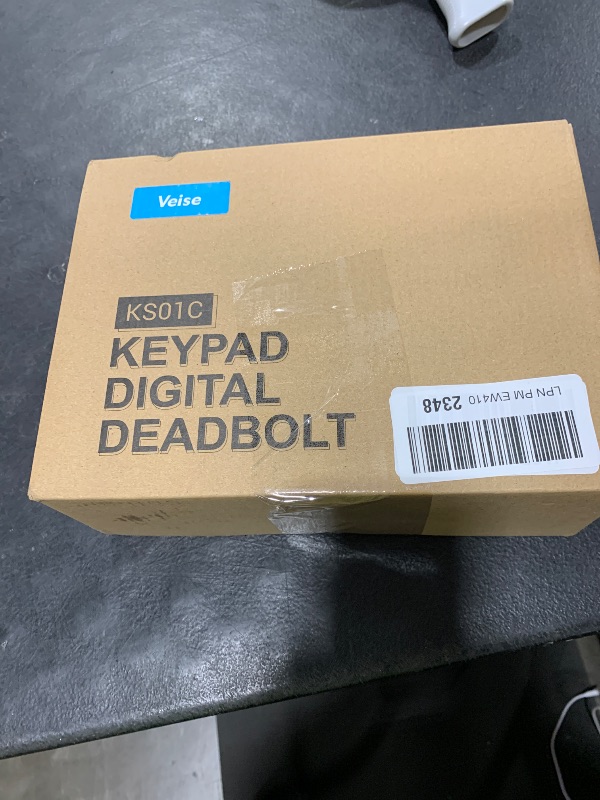 Veise
KS01C
KEYPAD
DIGITAL
DEADBOLT
LPN PM EW410 2348